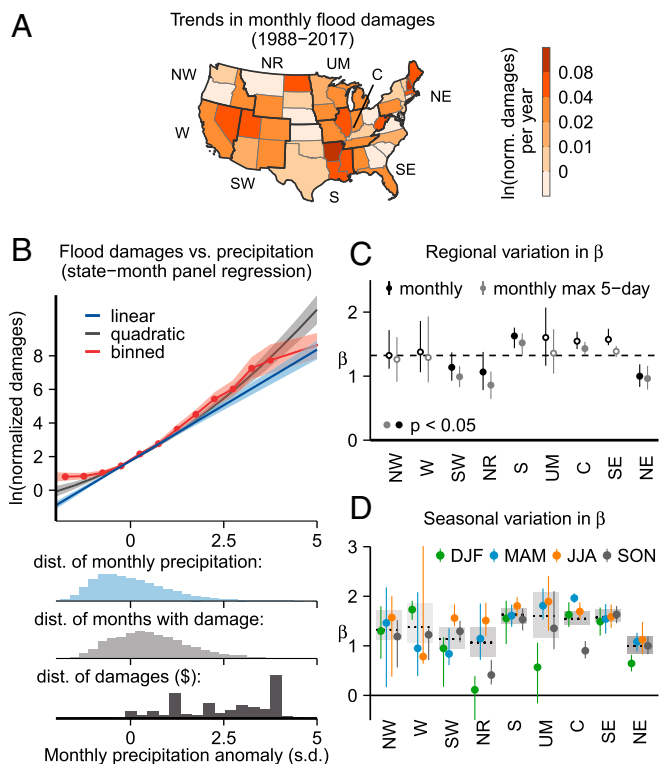 A
Trends in monthly flood damages
(1988−2017)
NW
NR
UM
C
NE
W
SW
S
SE
ln(norm. damages)
per year
0.08
0.04
0.02
0.01
0
B
Flood damages vs. precipitation
(state−month panel regression)
linear
quadratic
binned
ln(normalized damages)
8
6
4
2
0
0
2.5
5
dist. of monthly precipitation:
dist. of months with damage:
dist. of damages ($):
0
2.5
5
Monthly precipitation anomaly (s.d.)
C
Regional variation in β
monthly
monthly max 5−day
2
β
1
0
p < 0.05
NW
W
SW
NR
S
UM
C
SE
NE
D
Seasonal variation in β
DJF
MAM
JJA
SON
3
2
β
1
0
NW
W
SW
NR
S
UM
C
SE
NE